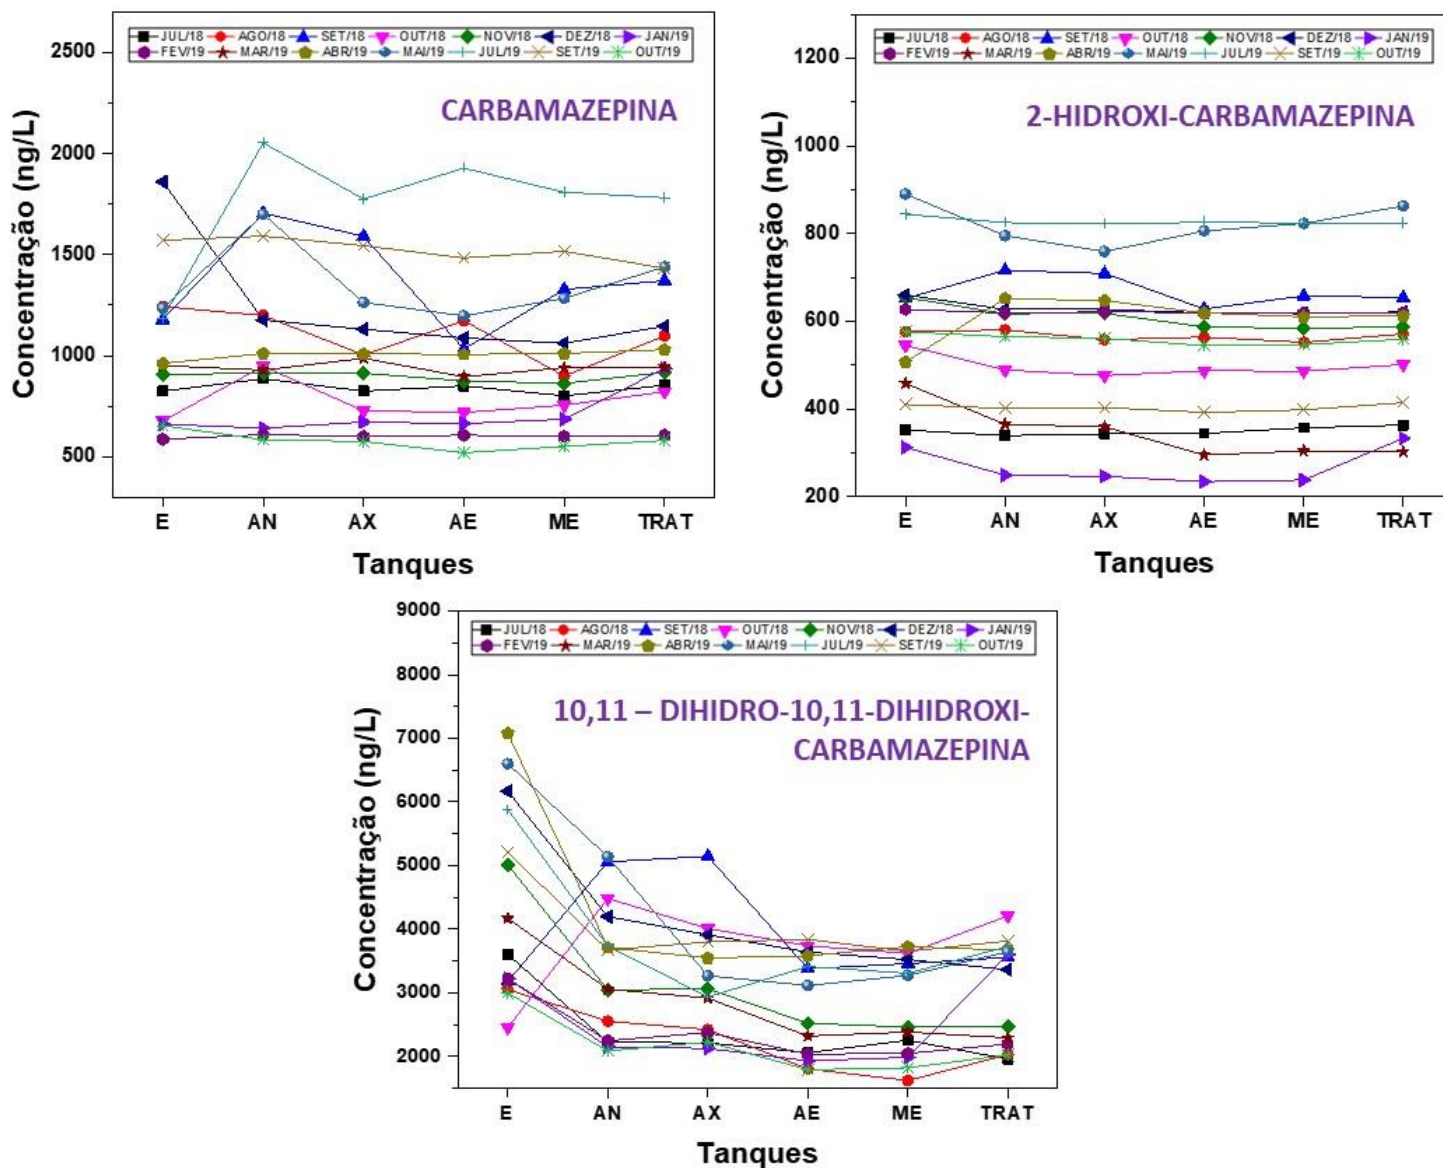 JUL/18 AGO/18 SET/18 OUT/18 NOV/18 DEZ/18 JAN/19
FEV/19 MAR/19 ABR/19 MAI/19 JUL/19 SET/19 OUT/19
CARBAMAZEPINA
Concentração (ng/L)
2500
2000
1500
1000
500
E AN AX AE ME TRAT
Tanques
JUL/18 AGO/18 SET/18 OUT/18 NOV/18 DEZ/18 JAN/19
FEV/19 MAR/19 ABR/19 MAI/19 JUL/19 SET/19 OUT/19
2-HIDROXI-CARBAMAZEPINA
Concentração (ng/L)
1200
1000
800
600
400
200
E AN AX AE ME TRAT
Tanques
JUL/18 AGO/18 SET/18 OUT/18 NOV/18 DEZ/18 JAN/19
FEV/19 MAR/19 ABR/19 MAI/19 JUL/19 SET/19 OUT/19
10,11 – DIHIDRO-10,11-DIHIDROXI-
CARBAMAZEPINA
Concentração (ng/L)
9000
8000
7000
6000
5000
4000
3000
2000
E AN AX AE ME TRAT
Tanques